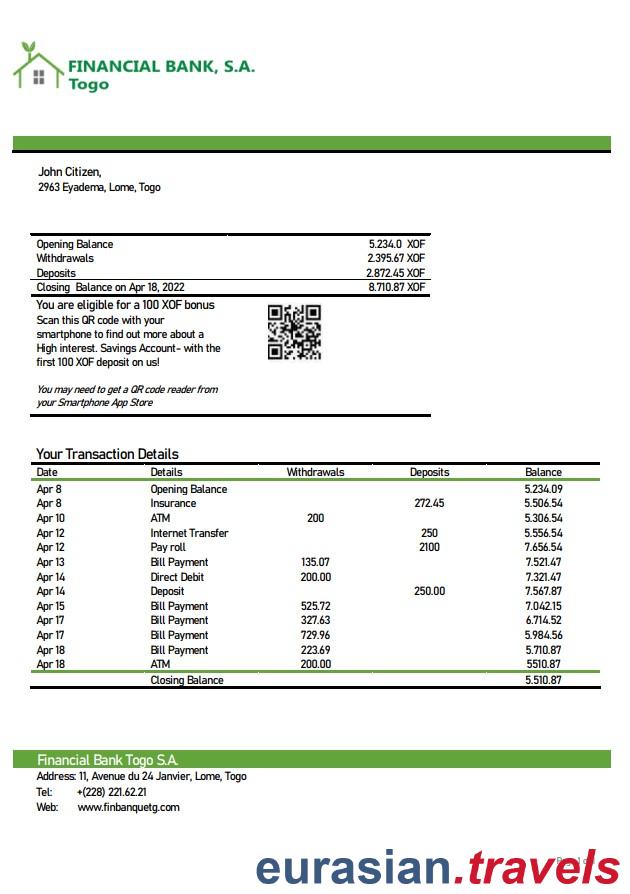 FINANCIAL BANK, S.A.
Togo
John Citizen,
2963 Eyadema, Lome, Togo
Opening Balance 5.234.0 XOF
Withdrawals 2.395.67 XOF
Deposits 2.872.45 XOF
Closing Balance on Apr 18, 2022 8.710.87 XOF
You are eligible for a 100 XOF bonus
Scan this QR code with your
smartphone to find out more about a
High interest. Savings Account- with the
first 100 XOF deposit on us!
You may need to get a QR code reader from
your Smartphone App Store
Your Transaction Details
Date Details Withdrawals Deposits Balance
Apr 8 Opening Balance 5.234.09
Apr 8 Insurance 272.45 5.506.54
Apr 10 ATM 200 5.306.54
Apr 12 Internet Transfer 250 5.556.54
Apr 12 Pay roll 2100 7.656.54
Apr 13 Bill Payment 135.07 7.521.47
Apr 14 Direct Debit 200.00 7.321.47
Apr 14 Deposit 250.00 7.567.87
Apr 15 Bill Payment 525.72 7.042.15
Apr 17 Bill Payment 327.63 6.714.52
Apr 17 Bill Payment 729.96 5.984.56
Apr 18 Bill Payment 223.69 5.710.87
Apr 18 ATM 200.00 5510.87
Closing Balance 5.510.87
Financial Bank Togo S.A.
Address: 11, Avenue du 24 Janvier, Lome, Togo
Tel: +(228) 221.62.21
Web: www.finbanquetg.com
eurasian.travels